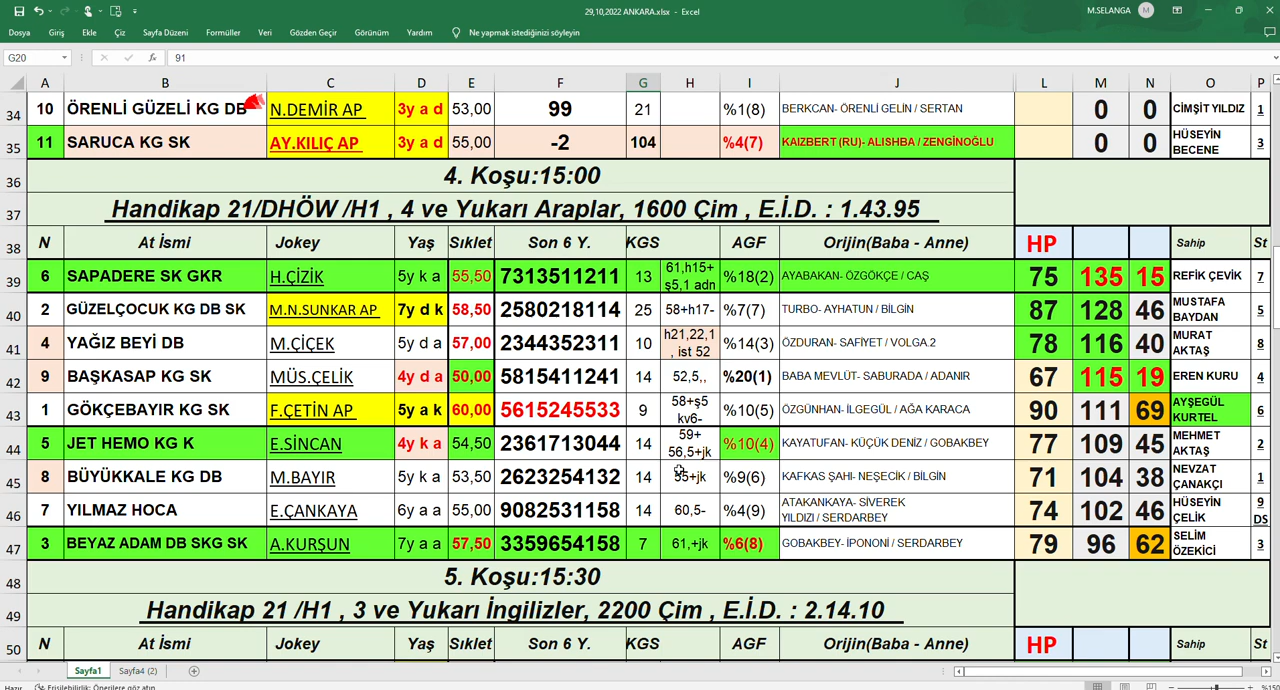 29,10,2022 ANKARA.xlsx - Excel
M.SELANGA M
Dosya Giriş Ekle Çiz Sayfa Düzeni Formüller Veri Gözden Geçir Görünüm Yardım Ne yapmak istediğinizi söyleyin
G20 fx 91
A B C D E F G H I J L M N O P
34 10 ÖRENLİ GÜZELİ KG DB N.DEMİR AP 3y a d 53,00 99 21 %1(8) BERKCAN- ÖRENLİ GELİN / SERTAN 0 0 CİMŞİT YILDIZ 1
35 11 SARUCA KG SK AY.KILIÇ AP 3y a d 55,00 -2 104 %4(7) KAIZBERT (RU)- ALISHBA / ZENGİNOĞLU 0 0 HÜSEYİN BECENE 3
36 4. Koşu:15:00
37 Handikap 21/DHÖW /H1 , 4 ve Yukarı Araplar, 1600 Çim , E.İ.D. : 1.43.95
38 N At İsmi Jokey Yaş Sıklet Son 6 Y. KGS AGF Orijin(Baba - Anne) HP Sahip St
39 6 SAPADERE SK GKR H.ÇİZİK 5y k a 55,50 7313511211 13 61,h15+ ş5,1 adn %18(2) AYABAKAN- ÖZGÖKÇE / CAŞ 75 135 15 REFİK ÇEVİK 7
40 2 GÜZELÇOCUK KG DB SK M.N.SUNKAR AP 7y d k 58,50 2580218114 25 58+h17- %7(7) TURBO- AYHATUN / BİLGİN 87 128 46 MUSTAFA BAYDAN 5
41 4 YAĞIZ BEYİ DB M.ÇİÇEK 5y d a 57,00 2344352311 10 h21,22,1 , ist 52 %14(3) ÖZDURAN- SAFİYET / VOLGA.2 78 116 40 MURAT AKTAŞ 8
42 9 BAŞKASAP KG SK MÜS.ÇELİK 4y d a 50,00 5815411241 14 52,5,, %20(1) BABA MEVLÜT- SABURADA / ADANIR 67 115 19 EREN KURU 4
43 1 GÖKÇEBAYIR KG SK F.ÇETİN AP 5y a k 60,00 5615245533 9 58+ş5 kv6- %10(5) ÖZGÜNHAN- İLGEGÜL / AĞA KARACA 90 111 69 AYŞEGÜL KURTEL 6
44 5 JET HEMO KG K E.SİNCAN 4y k a 54,50 2361713044 14 59+ 56,5+jk %10(4) KAYATUFAN- KÜÇÜK DENİZ / GOBAKBEY 77 109 45 MEHMET AKTAŞ 2
45 8 BÜYÜKKALE KG DB M.BAYIR 5y k a 53,50 2623254132 14 55+jk %9(6) KAFKAS ŞAHI- NEŞECİK / BİLGİN 71 104 38 NEVZAT ÇANAKÇI 1
46 7 YILMAZ HOCA E.ÇANKAYA 6y a a 55,00 9082531158 14 60,5- %4(9) ATAKANKAYA- SİVEREK YILDIZI / SERDARBEY 74 102 46 HÜSEYİN ÇELİK 9 DS
47 3 BEYAZ ADAM DB SKG SK A.KURŞUN 7y a a 57,50 3359654158 7 61,+jk %6(8) GOBAKBEY- İPONONİ / SERDARBEY 79 96 62 SELİM ÖZEKİCİ 3
48 5. Koşu:15:30
49 Handikap 21 /H1 , 3 ve Yukarı İngilizler, 2200 Çim , E.İ.D. : 2.14.10
50 N At İsmi Jokey Yaş Sıklet Son 6 Y. KGS AGF Orijin(Baba - Anne) HP Sahip St
Sayfa1 Sayfa4 (2)
Hazır Erişilebilirlik: Önerilere göz atın %150